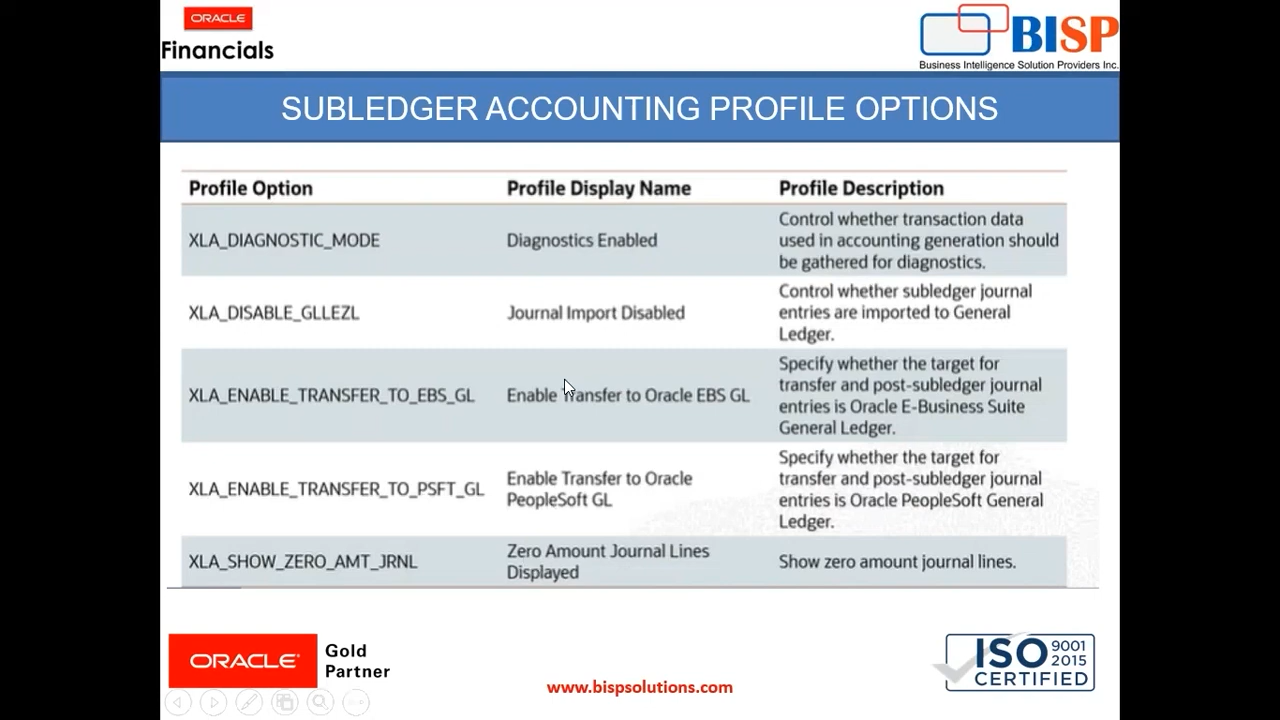 ORACLE
Financials
BISP
Business Intelligence Solution Providers Inc.
SUBLEDGER ACCOUNTING PROFILE OPTIONS
Profile Option
Profile Display Name
Profile Description
XLA_DIAGNOSTIC_MODE
Diagnostics Enabled
Control whether transaction data
used in accounting generation should
be gathered for diagnostics.
XLA_DISABLE_GLLEZL
Journal Import Disabled
Control whether subledger journal
entries are imported to General
Ledger.
XLA_ENABLE_TRANSFER_TO_EBS_GL
Enable Transfer to Oracle EBS GL
Specify whether the target for
transfer and post-subledger journal
entries is Oracle E-Business Suite
General Ledger.
XLA_ENABLE_TRANSFER_TO_PSFT_GL
Enable Transfer to Oracle
PeopleSoft GL
Specify whether the target for
transfer and post-subledger journal
entries is Oracle PeopleSoft General
Ledger.
XLA_SHOW_ZERO_AMT_JRNL
Zero Amount Journal Lines
Displayed
Show zero amount journal lines.
ORACLE®
Gold
Partner
www.bispsolutions.com
ISO 9001
2015
CERTIFIED